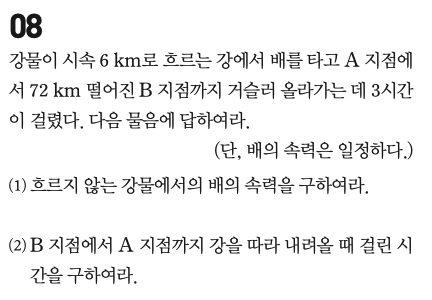 08
강물이 시속 6 km로 흐르는 강에서 배를 타고 A 지점에
서 72 km 떨어진 B 지점까지 거슬러 올라가는 데 3시간
이 걸렸다. 다음 물음에 답하여라.
(단, 배의 속력은 일정하다.)
⑴ 흐르지 않는 강물에서의 배의 속력을 구하여라.
⑵ B 지점에서 A 지점까지 강을 따라 내려올 때 걸린 시
간을 구하여라.